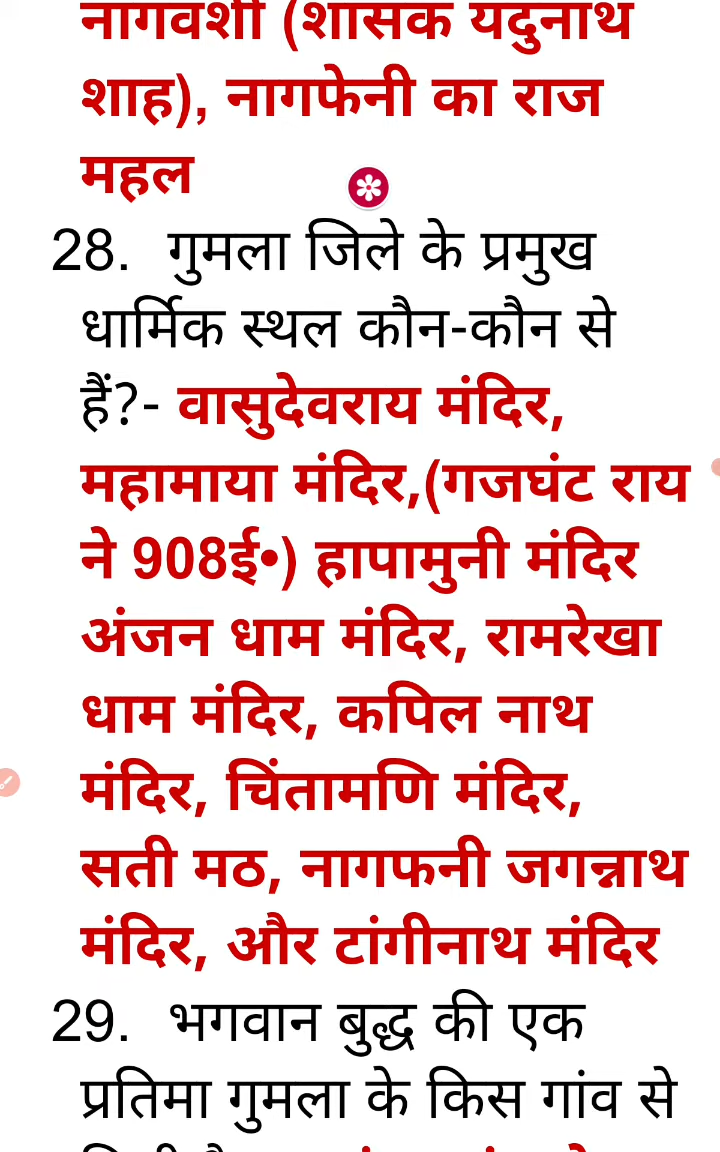 नागवंशी (शासक यदुनाथ
शाह), नागफेनी का राज
महल
28. गुमला जिले के प्रमुख
धार्मिक स्थल कौन-कौन से
हैं?- वासुदेवराय मंदिर,
महामाया मंदिर,(गजघंट राय
ने 908ई•) हापामुनी मंदिर
अंजन धाम मंदिर, रामरेखा
धाम मंदिर, कपिल नाथ
मंदिर, चिंतामणि मंदिर,
सती मठ, नागफनी जगन्नाथ
मंदिर, और टांगीनाथ मंदिर
29. भगवान बुद्ध की एक
प्रतिमा गुमला के किस गांव से